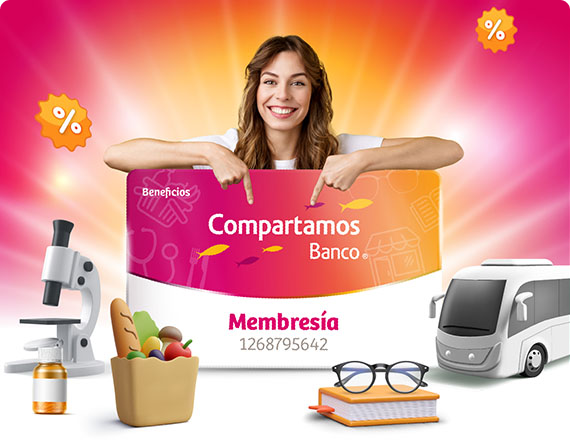 %
%
Beneficios
Compartamos
Banco®
Membresía
1268795642